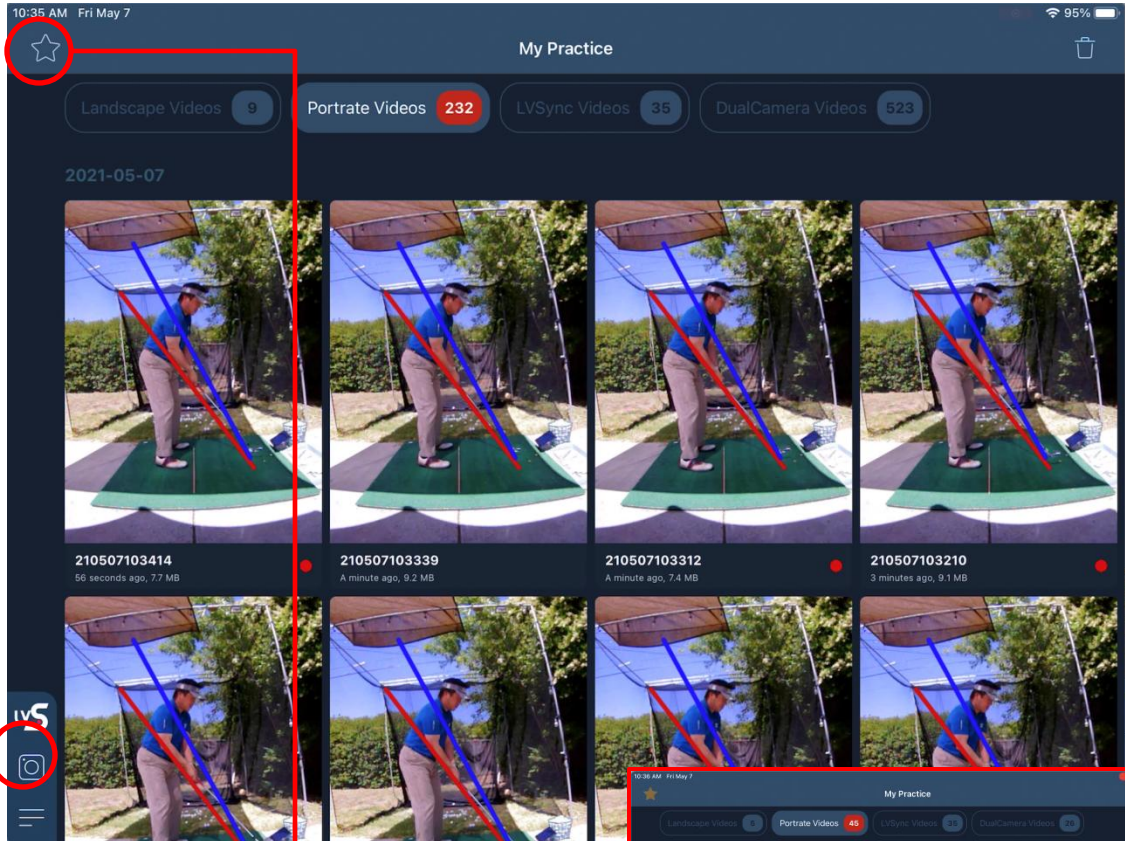 10:35 AM Fri May 7
95%
My Practice
Landscape Videos 9
Portrate Videos 232
LVSync Videos 35
DualCamera Videos 523
2021-05-07
210507103414
56 seconds ago, 7.7 MB
210507103339
A minute ago, 9.2 MB
210507103312
A minute ago, 7.4 MB
210507103210
3 minutes ago, 9.1 MB
LVS
10:36 AM Fri May 7
My Practice
Landscape Videos
Portrate Videos 45
LVSync Videos 35
DualCamera Videos